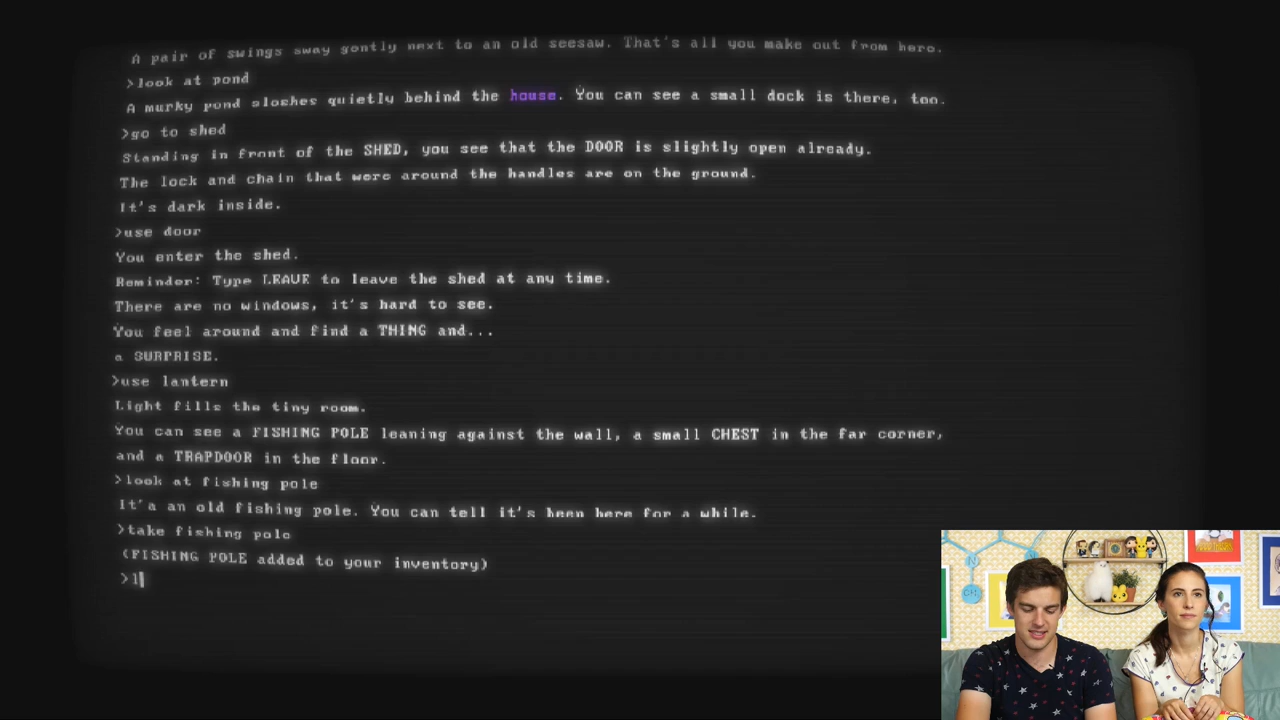 A pair of swings sway gently next to an old seesaw. That's all you make out from here.
>look at pond
A murky pond sloshes quietly behind the house. You can see a small dock is there, too.
>go to shed
Standing in front of the SHED, you see that the DOOR is slightly open already.
The lock and chain that were around the handles are on the ground.
It's dark inside.
>use door
You enter the shed.
Reminder: Type LEAVE to leave the shed at any time.
There are no windows, it's hard to see.
You feel around and find a THING and...
a SURPRISE.
>use lantern
Light fills the tiny room.
You can see a FISHING POLE leaning against the wall, a small CHEST in the far corner,
and a TRAPDOOR in the floor.
>look at fishing pole
It'a an old fishing pole. You can tell it's been here for a while.
>take fishing pole
(FISHING POLE added to your inventory)
>l